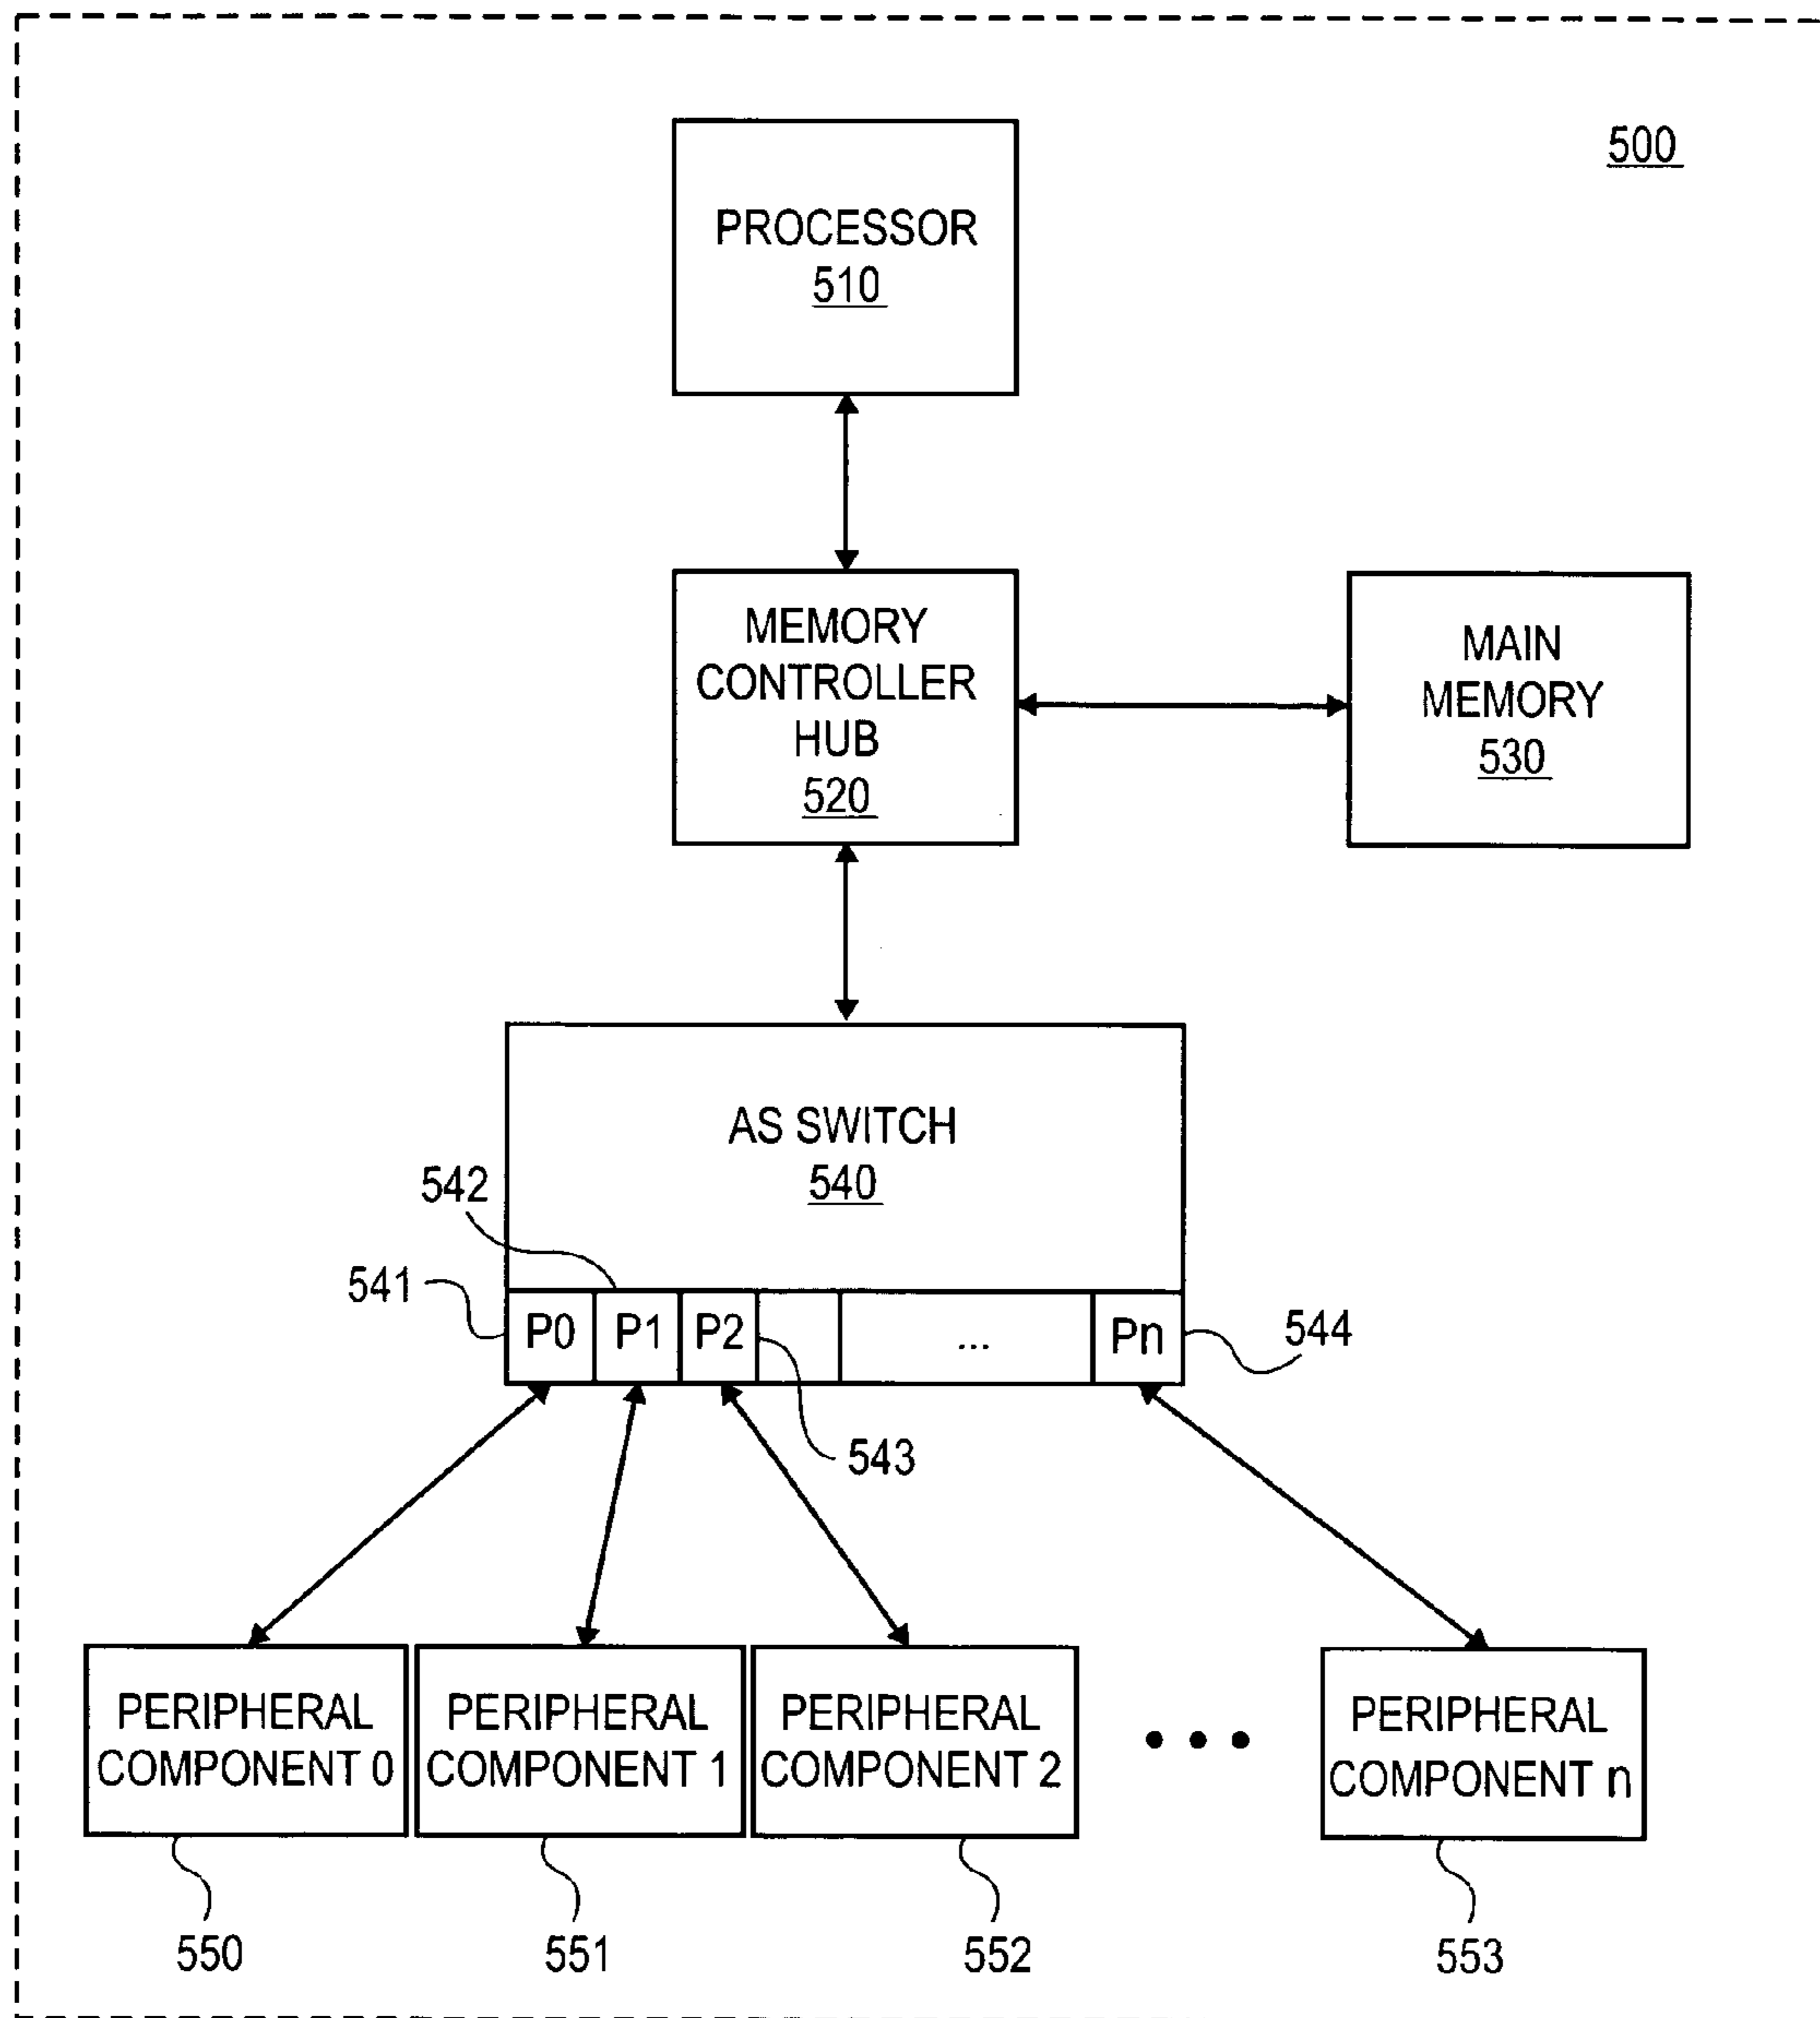 500
PROCESSOR
510
MEMORY
CONTROLLER
HUB
520
MAIN
MEMORY
530
AS SWITCH
540
542
541
P0 P1 P2 ... Pn
544
543
PERIPHERAL
COMPONENT 0
PERIPHERAL
COMPONENT 1
PERIPHERAL
COMPONENT 2
PERIPHERAL
COMPONENT n
550
551
552
553